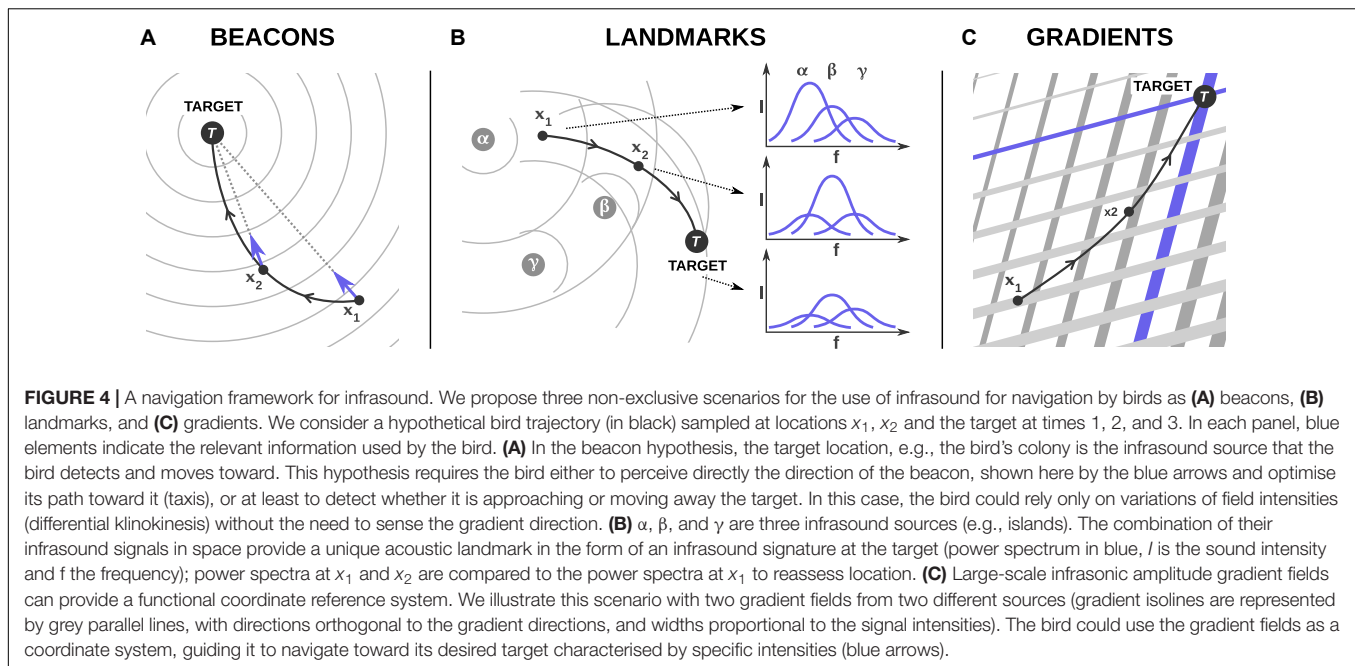 A BEACONS
TARGET
T
x2
x1
B LANDMARKS
α
x1
x2
β
γ
T
TARGET
α β γ
I
f
I
f
I
f
C GRADIENTS
TARGET
T
x2
x1
FIGURE 4 | A navigation framework for infrasound. We propose three non-exclusive scenarios for the use of infrasound for navigation by birds as (A) beacons, (B)
landmarks, and (C) gradients. We consider a hypothetical bird trajectory (in black) sampled at locations x1, x2 and the target at times 1, 2, and 3. In each panel, blue
elements indicate the relevant information used by the bird. (A) In the beacon hypothesis, the target location, e.g., the bird's colony is the infrasound source that the
bird detects and moves toward. This hypothesis requires the bird either to perceive directly the direction of the beacon, shown here by the blue arrows and optimise
its path toward it (taxis), or at least to detect whether it is approaching or moving away the target. In this case, the bird could rely only on variations of field intensities
(differential klinokinesis) without the need to sense the gradient direction. (B) α, β, and γ are three infrasound sources (e.g., islands). The combination of their
infrasound signals in space provide a unique acoustic landmark in the form of an infrasound signature at the target (power spectrum in blue, I is the sound intensity
and f the frequency); power spectra at x1 and x2 are compared to the power spectra at x1 to reassess location. (C) Large-scale infrasonic amplitude gradient fields
can provide a functional coordinate reference system. We illustrate this scenario with two gradient fields from two different sources (gradient isolines are represented
by grey parallel lines, with directions orthogonal to the gradient directions, and widths proportional to the signal intensities). The bird could use the gradient fields as a
coordinate system, guiding it to navigate toward its desired target characterised by specific intensities (blue arrows).